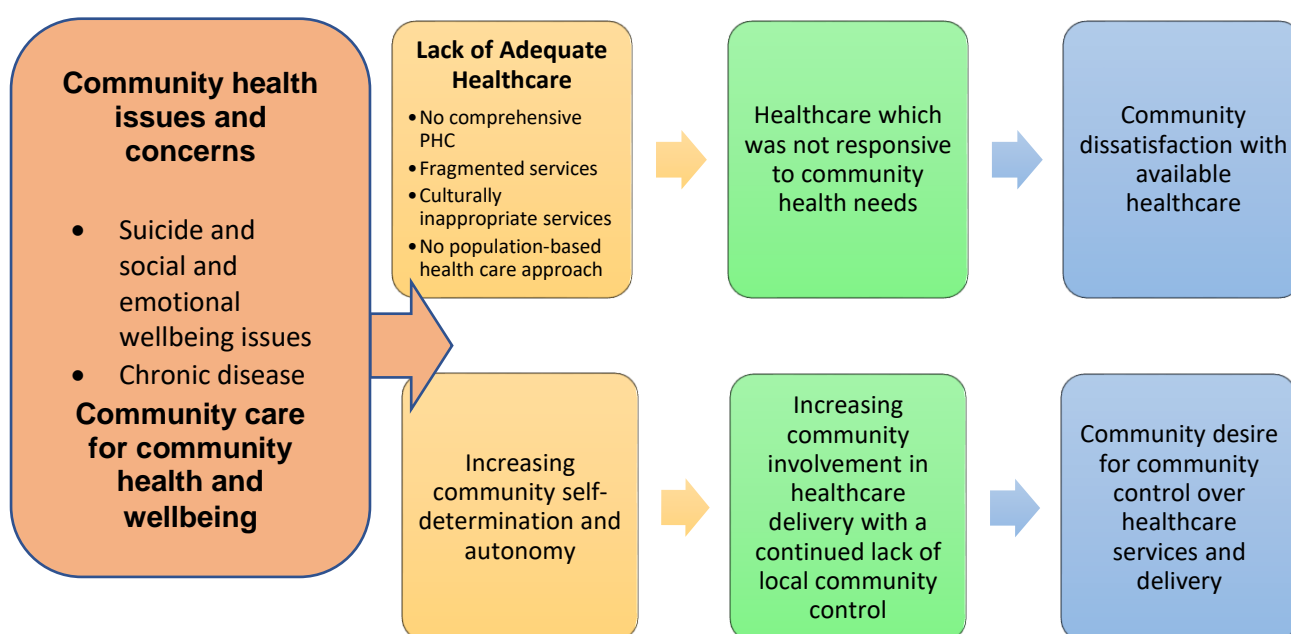 Community health
issues and
concerns
• Suicide and
social and
emotional
wellbeing issues
• Chronic disease
Community care
for community
health and
wellbeing
Lack of Adequate
Healthcare
•No comprehensive
PHC
•Fragmented services
•Culturally
inappropriate services
•No population-based
health care approach
Healthcare which
was not responsive
to community
health needs
Community
dissatisfaction with
available
healthcare
Increasing
community self-
determination and
autonomy
Increasing
community
involvement in
healthcare
delivery with a
continued lack of
local community
control
Community desire
for community
control over
healthcare
services and
delivery